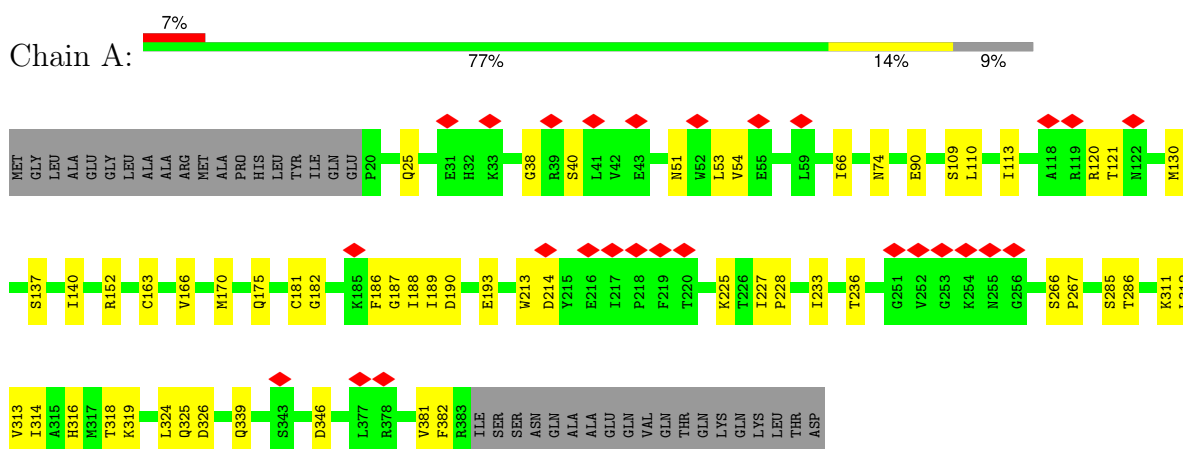 7%
Chain A:
77% 14% 9%
MET GLY LEU ALA GLU GLY LEU ALA ALA ARG MET ALA PRO HIS LEU TYR ILE GLN GLU P20 Q25 E31 H32 K33 G38 R39 S40 L41 V42 E43 N51 W52 L53 V54 E55 L59 I66 N74 E90 S109 L110 I113 A118 R119 R120 T121 N122 M130
S137 I140 R152 C163 V166 M170 Q175 C181 G182 K185 F186 G187 I188 I189 D190 E193 W213 D214 Y215 E216 I217 P218 F219 T220 K225 T226 I227 P228 I233 T236 G251 V252 G253 K254 N255 G256 S266 P267 S285 T286 K311
V313 I314 A315 H316 M317 T318 K319 L324 Q325 D326 Q339 S343 D346 L377 R378 V381 F382 R383 ILE SER SER ASN GLN ALA ALA GLU GLN GLN VAL GLN THR GLN LYS GLN LYS LEU THR ASP